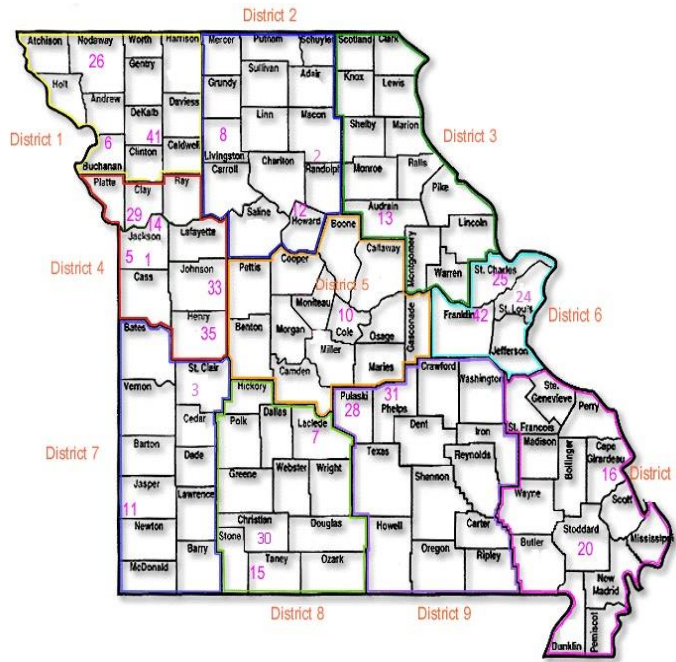 District 2
Atchison Nodaway Worth Harrison Mercer Putnam Schuyler Scotland Clark
26
Gentry Sullivan Adair
Holt Grundy Knox Lewis
Andrew Daviess
DeKalb Linn Macon
District 1 6 41 8 Shelby Marion District 3
Buchanan Clinton Caldwell Livingston Chariton 2 Monroe Ralls
Carroll Randolph
Platte Clay Ray Pike
29 Saline 12 Audrain
14 Howard 13
Jackson Lafayette Boone Lincoln
District 4 5 1 Cooper Callaway Montgomery Warren St. Charles
Cass Johnson 33 Pettis District 5 25 24
Moniteau 10 Franklin 42 St. Louis District 6
Henry Benton Morgan Cole Osage Gasconade
Bates 35 Miller Jefferson
St. Clair Camden Maries Crawford
Vernon 3 Hickory Pulaski 31 Washington Ste. Genevieve
Cedar Polk Dallas Laclede 28 Phelps Perry
7 Dent Iron St. Francois
District 7 Barton Dade Texas Madison Bollinger Cape Girardeau
Greene Webster Wright Reynolds District
Jasper Shannon 16
11 Lawrence Wayne Scott
Christian Douglas
Newton Stone 30 Howell Carter Stoddard Mississippi
Barry Taney Ozark Oregon Ripley Butler 20
McDonald 15 New Madrid
District 8 District 9
Dunklin Pemiscot